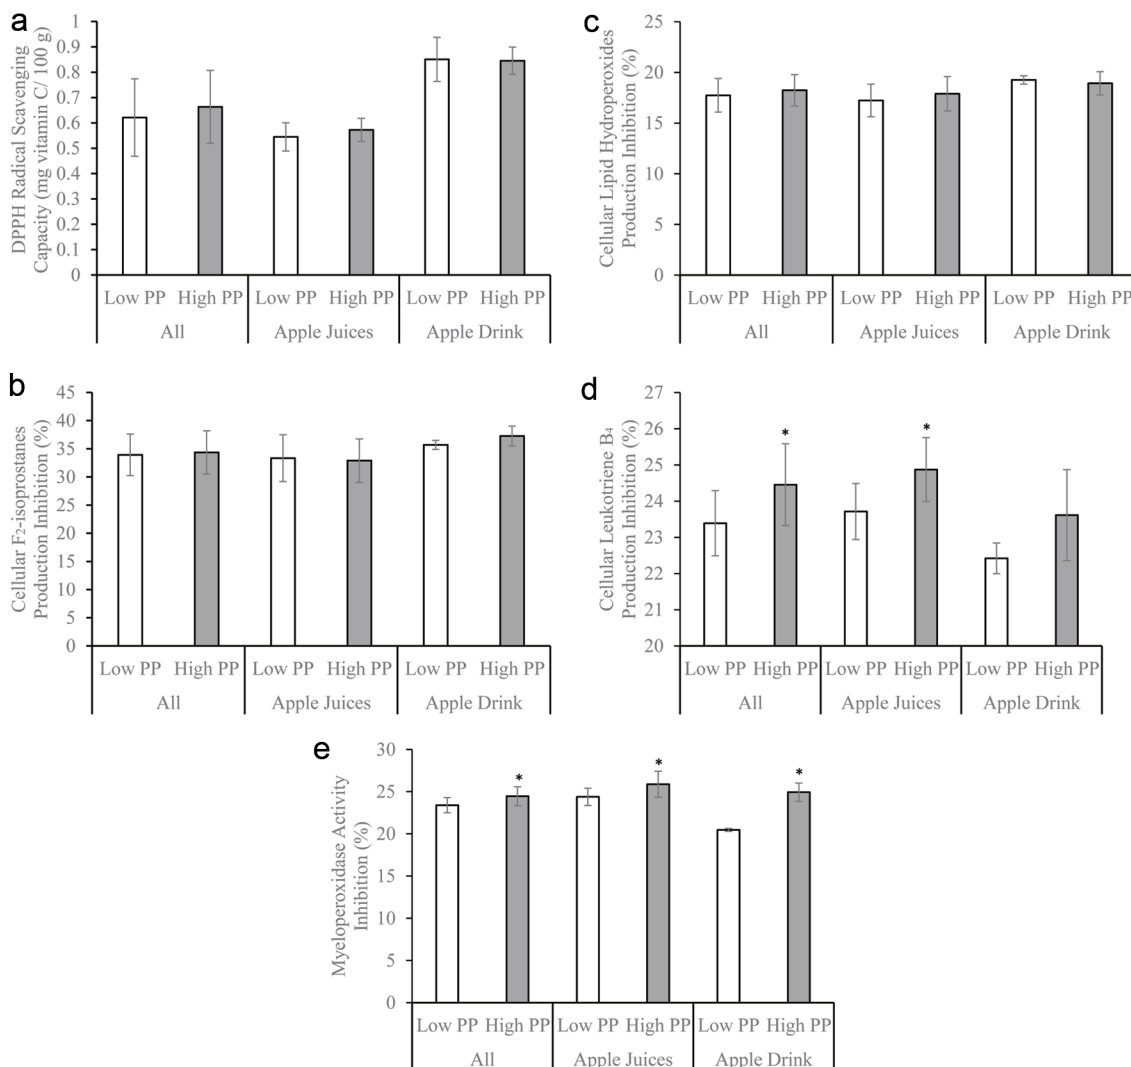 a
DPPH Radical Scavenging
Capacity (mg vitamin C/ 100 g)
1
0.9
0.8
0.7
0.6
0.5
0.4
0.3
0.2
0.1
0
Low PP High PP Low PP High PP Low PP High PP
All Apple Juices Apple Drink
c
Cellular Lipid Hydroperoxides
Production Inhibition (%)
25
20
15
10
5
0
Low PP High PP Low PP High PP Low PP High PP
All Apple Juices Apple Drink
b
Cellular F2-isoprostanes
Production Inhibition (%)
45
40
35
30
25
20
15
10
5
0
Low PP High PP Low PP High PP Low PP High PP
All Apple Juices Apple Drink
d
Cellular Leukotriene B4
Production Inhibition (%)
27
26
25
24
23
22
21
20
* *
Low PP High PP Low PP High PP Low PP High PP
All Apple Juices Apple Drink
e
Myeloperoxidase Activity
Inhibition (%)
30
25
20
15
10
5
0
* * *
Low PP High PP Low PP High PP Low PP High PP
All Apple Juices Apple Drink